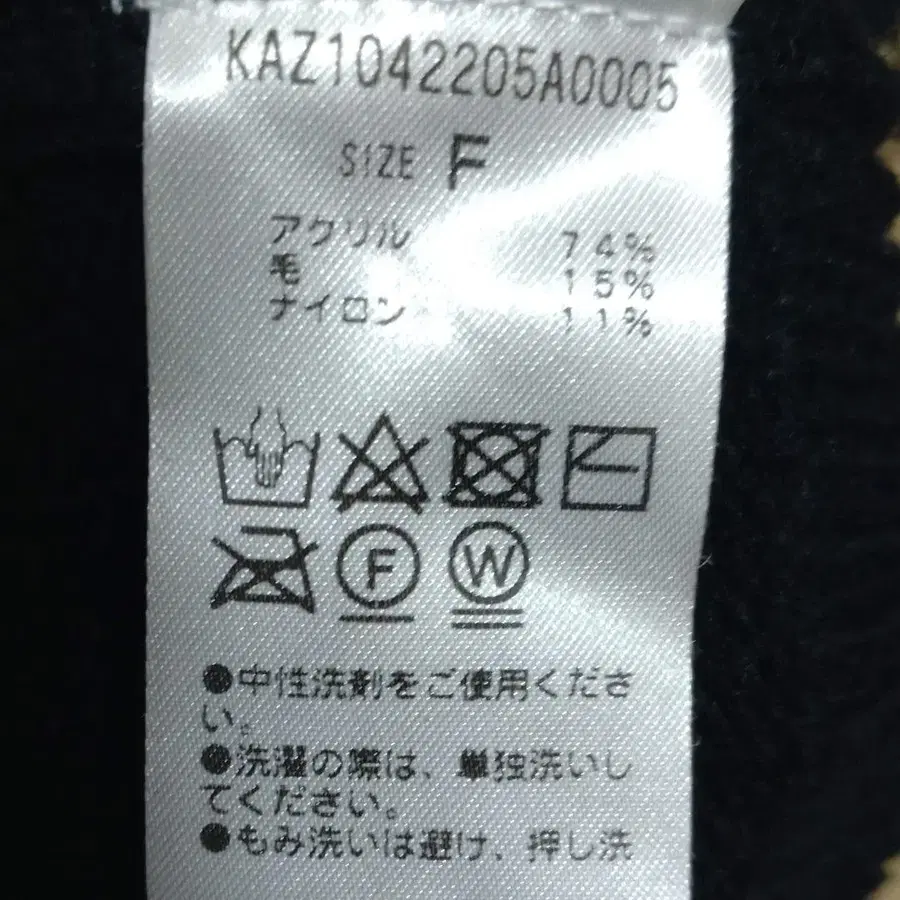 KAZ1042205A0005
SIZE F
アクリル 74%
毛 15%
ナイロン 11%
F W
●中性洗剤をご使用くださ
い。
●洗濯の際は、単独洗いし
てください。
●もみ洗いは避け、押し洗